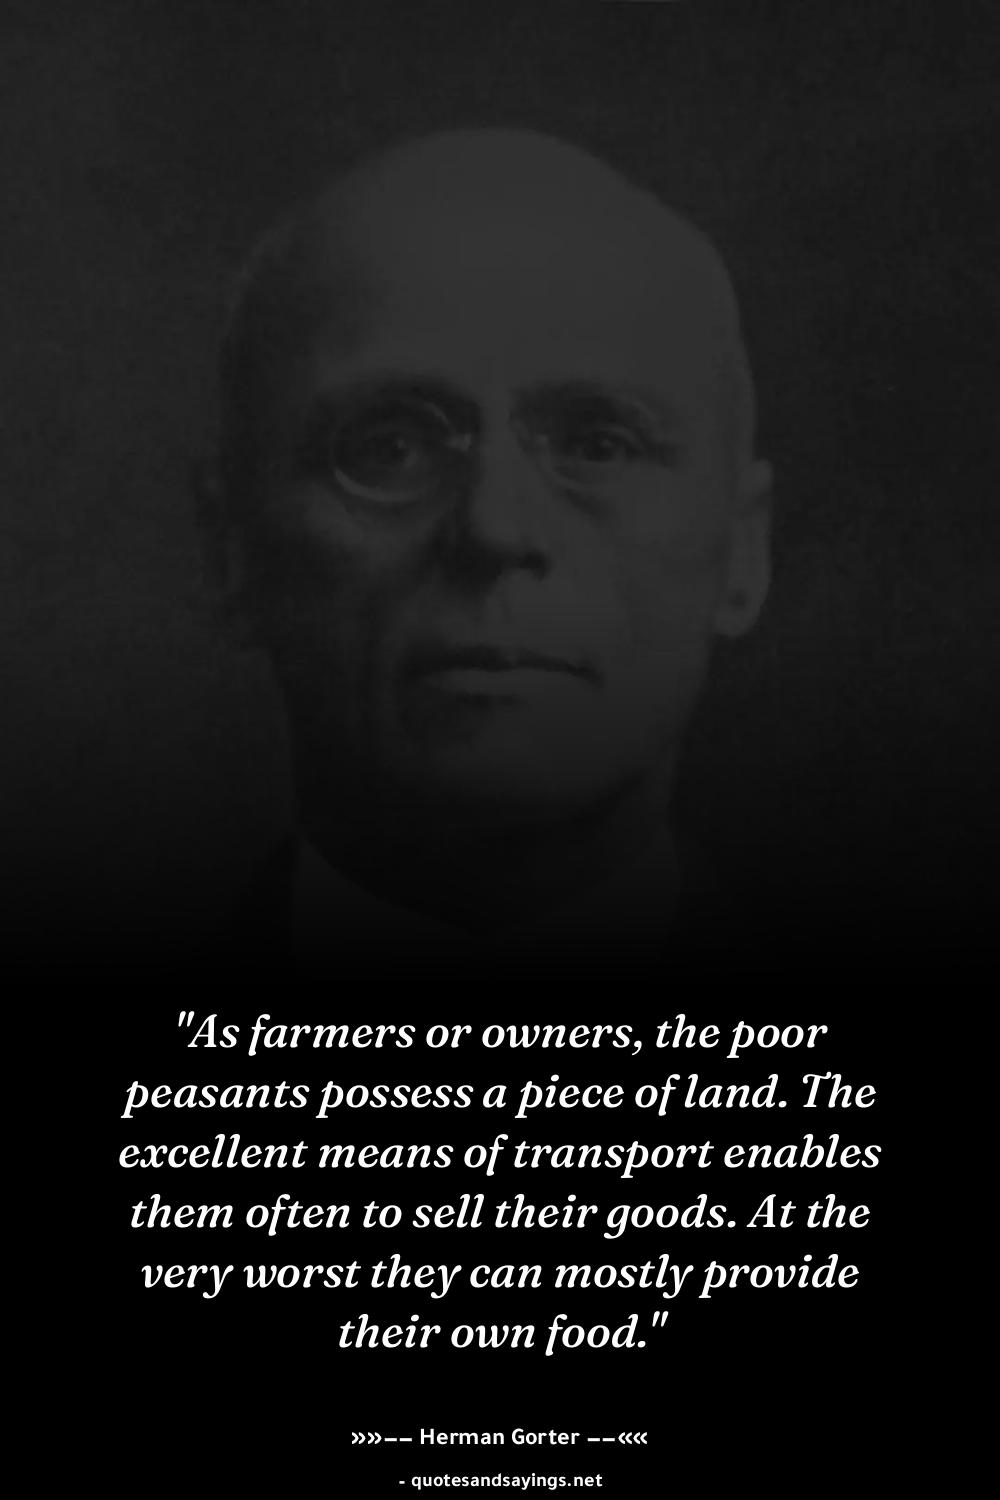 "As farmers or owners, the poor
peasants possess a piece of land. The
excellent means of transport enables
them often to sell their goods. At the
very worst they can mostly provide
their own food."
»»−− Herman Gorter −−««
- quotesandsayings.net